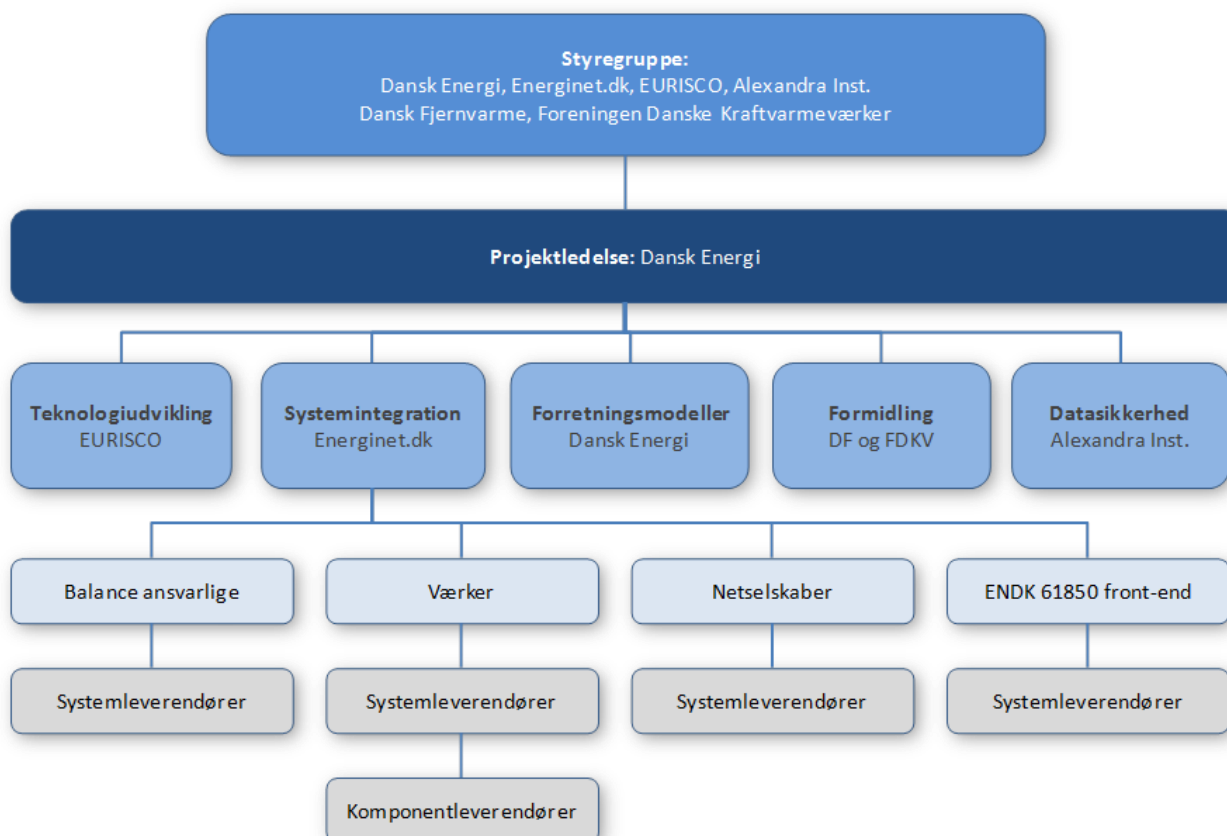 Styregruppe:
Dansk Energi, Energinet.dk, EURISCO, Alexandra Inst.
Dansk Fjernvarme, Foreningen Danske Kraftvarmeværker
Projektledelse: Dansk Energi
Teknologiudvikling
EURISCO
Systemintegration
Energinet.dk
Forretningsmodeller
Dansk Energi
Formidling
DF og FDKV
Datasikkerhed
Alexandra Inst.
Balance ansvarlige
Værker
Netselskaber
ENDK 61850 front-end
Systemleverendører
Systemleverendører
Systemleverendører
Systemleverendører
Komponentleverendører